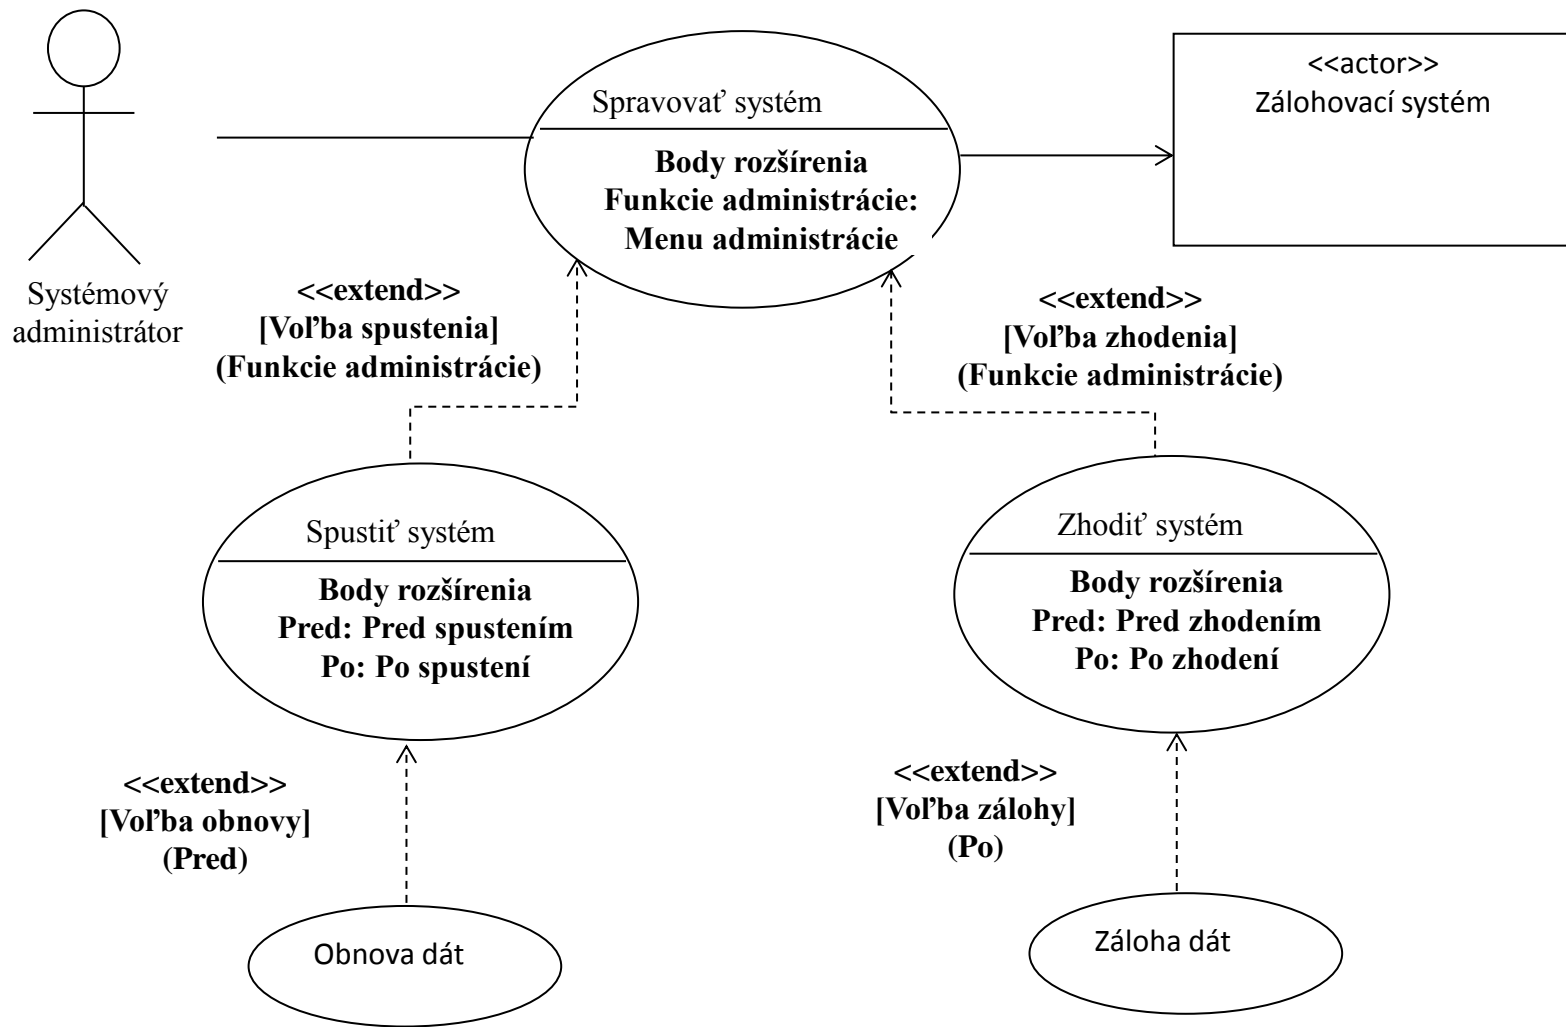 <<actor>>
Zálohovací systém
Spravovať systém
Body rozšírenia
Funkcie administrácie:
Menu administrácie
Systémový
administrátor
<<extend>>
[Voľba spustenia]
(Funkcie administrácie)
<<extend>>
[Voľba zhodenia]
(Funkcie administrácie)
Spustiť systém
Body rozšírenia
Pred: Pred spustením
Po: Po spustení
Zhodiť systém
Body rozšírenia
Pred: Pred zhodením
Po: Po zhodení
<<extend>>
[Voľba obnovy]
(Pred)
<<extend>>
[Voľba zálohy]
(Po)
Obnova dát
Záloha dát